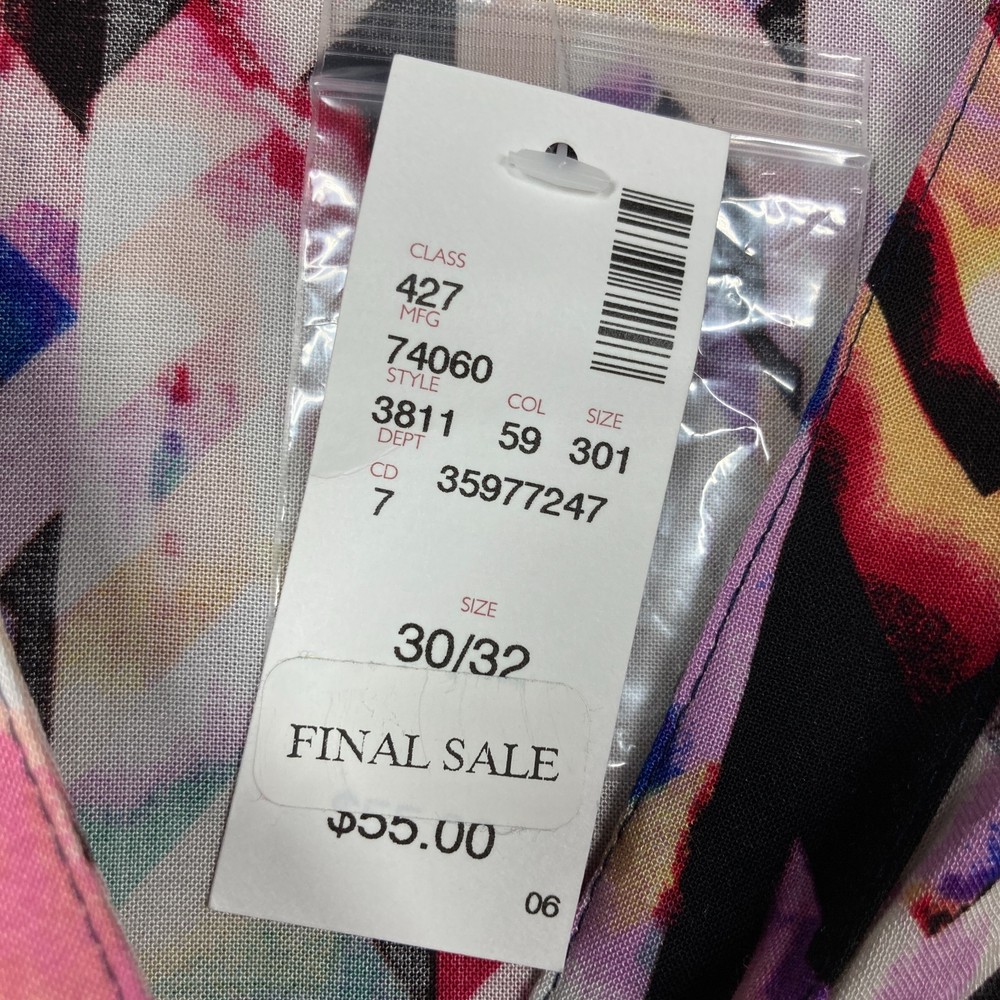 CLASS
427
MFG
74060
STYLE COL SIZE
3811 59 301
DEPT
CD 35977247
7
SIZE
30/32
FINAL SALE
$55.00
06